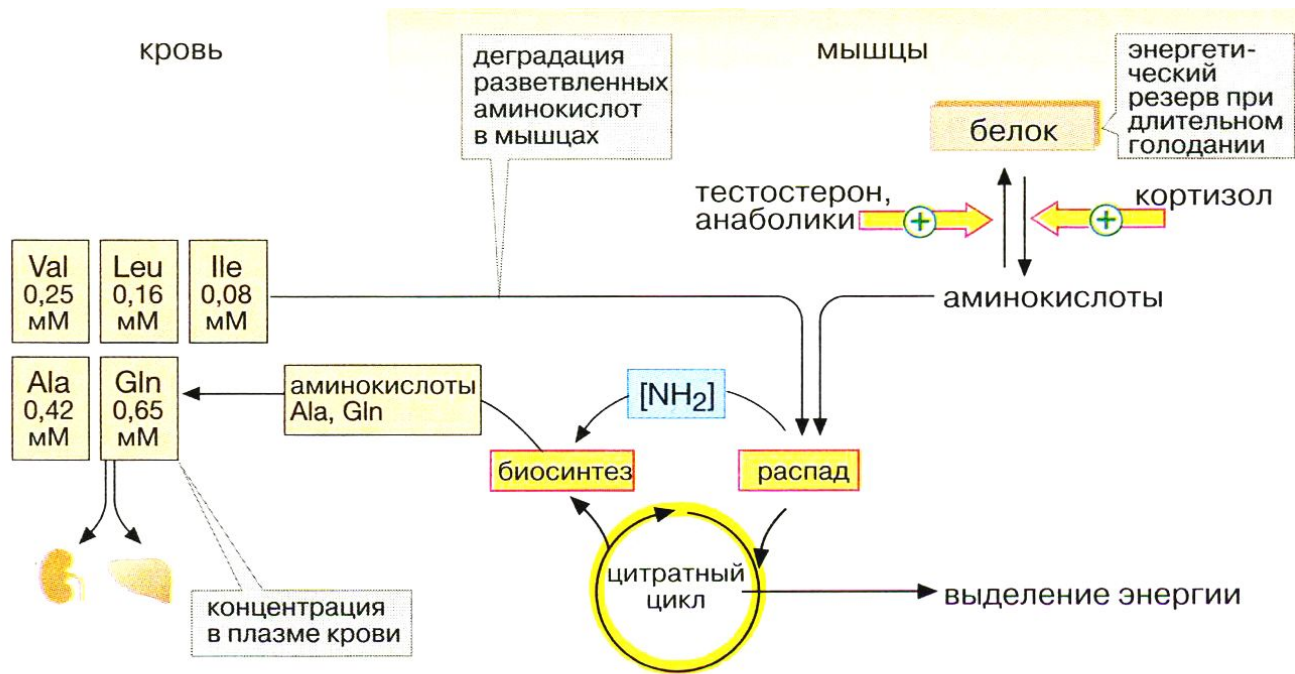 кровь
мышцы
деградация
разветвленных
аминокислот
в мышцах
энергети-
ческий
резерв при
длительном
голодании
белок
тестостерон,
анаболики
+
+
кортизол
Val
0,25
мМ
Leu
0,16
мМ
Ile
0,08
мМ
аминокислоты
Ala
0,42
мМ
Gln
0,65
мМ
аминокислоты
Ala, Gln
[NH₂]
биосинтез
распад
цитратный
цикл
выделение энергии
концентрация
в плазме крови